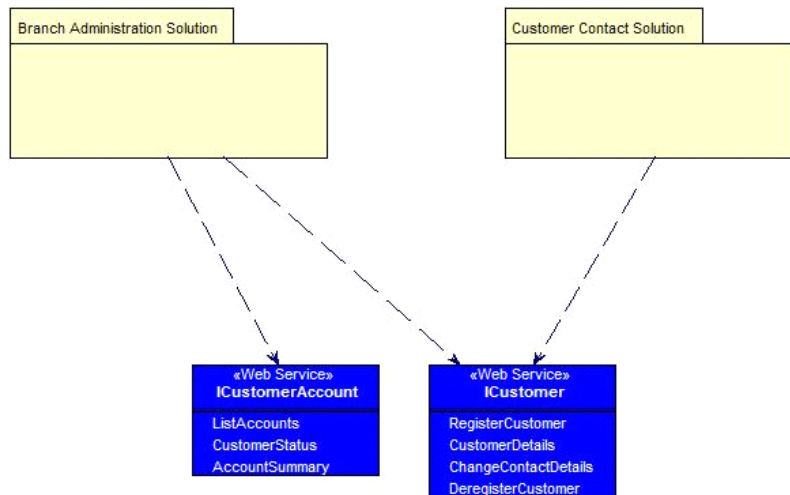 Branch Administration Solution
Customer Contact Solution
«Web Service»
ICustomerAccount
ListAccounts
CustomerStatus
AccountSummary
«Web Service»
ICustomer
RegisterCustomer
CustomerDetails
ChangeContactDetails
DeregisterCustomer